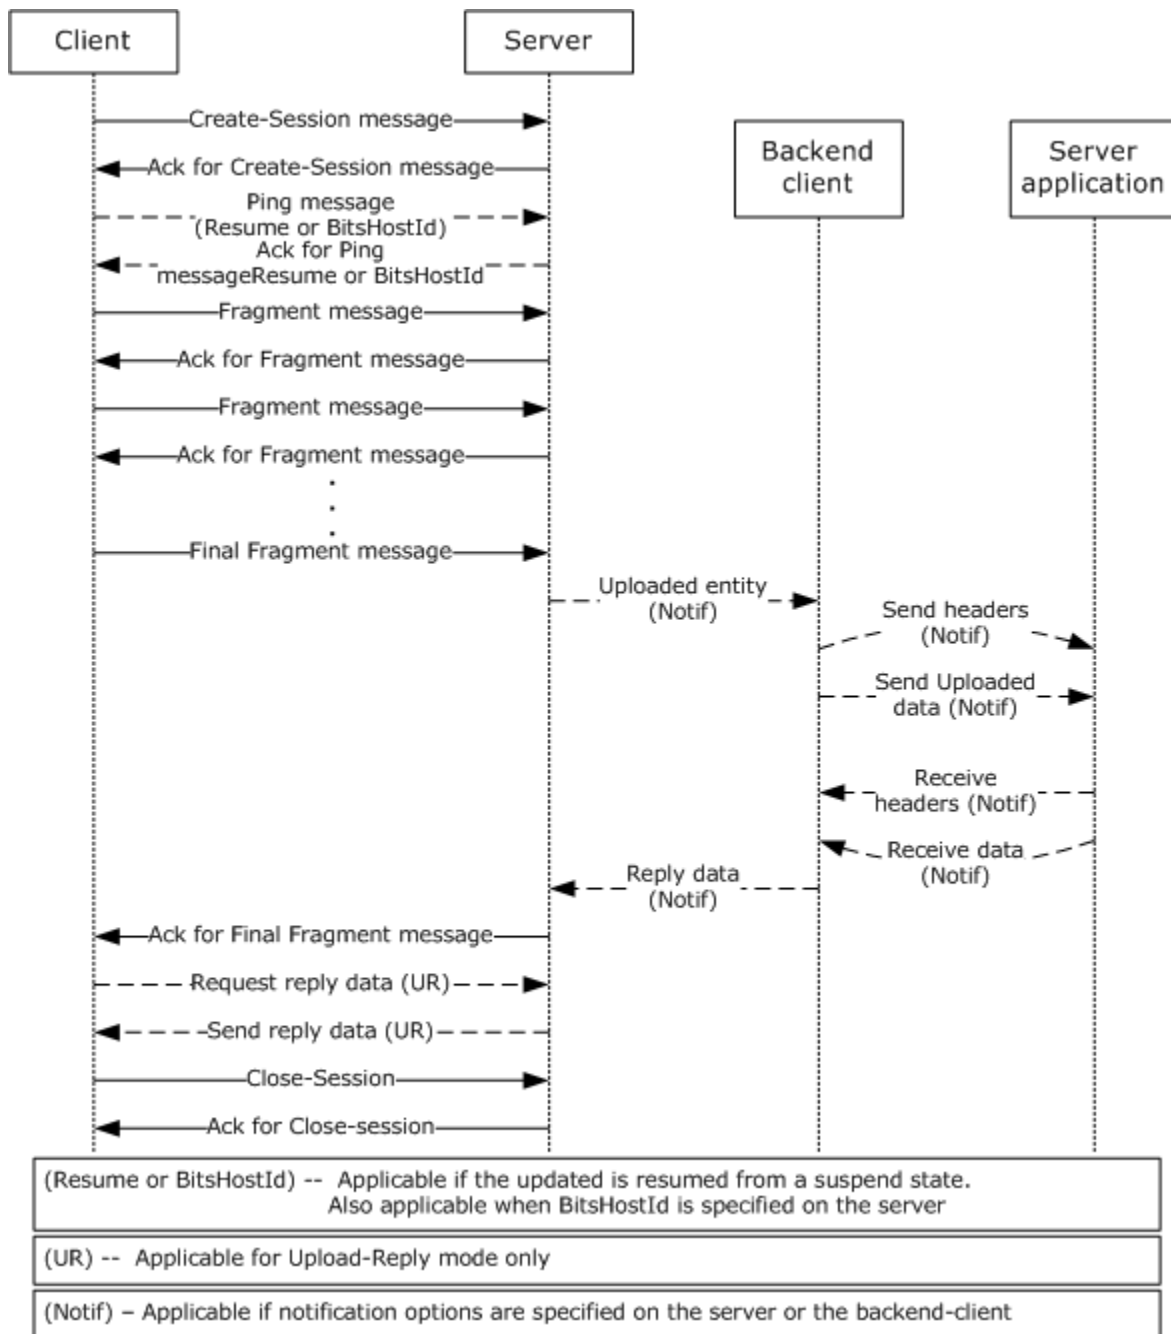 Client
Server
Create-Session message
Backend
client
Server
application
Ack for Create-Session message
Ping message
(Resume or BitsHostId)
Ack for Ping
messageResume or BitsHostId
Fragment message
Ack for Fragment message
Fragment message
Ack for Fragment message
.
.
.
Final Fragment message
Uploaded entity
(Notif)
Send headers
(Notif)
Send Uploaded
data (Notif)
Receive
headers (Notif)
Receive data
(Notif)
Reply data
(Notif)
Ack for Final Fragment message
Request reply data (UR)
Send reply data (UR)
Close-Session
Ack for Close-session
(Resume or BitsHostId) -- Applicable if the updated is resumed from a suspend state.
Also applicable when BitsHostId is specified on the server
(UR) -- Applicable for Upload-Reply mode only
(Notif) – Applicable if notification options are specified on the server or the backend-client